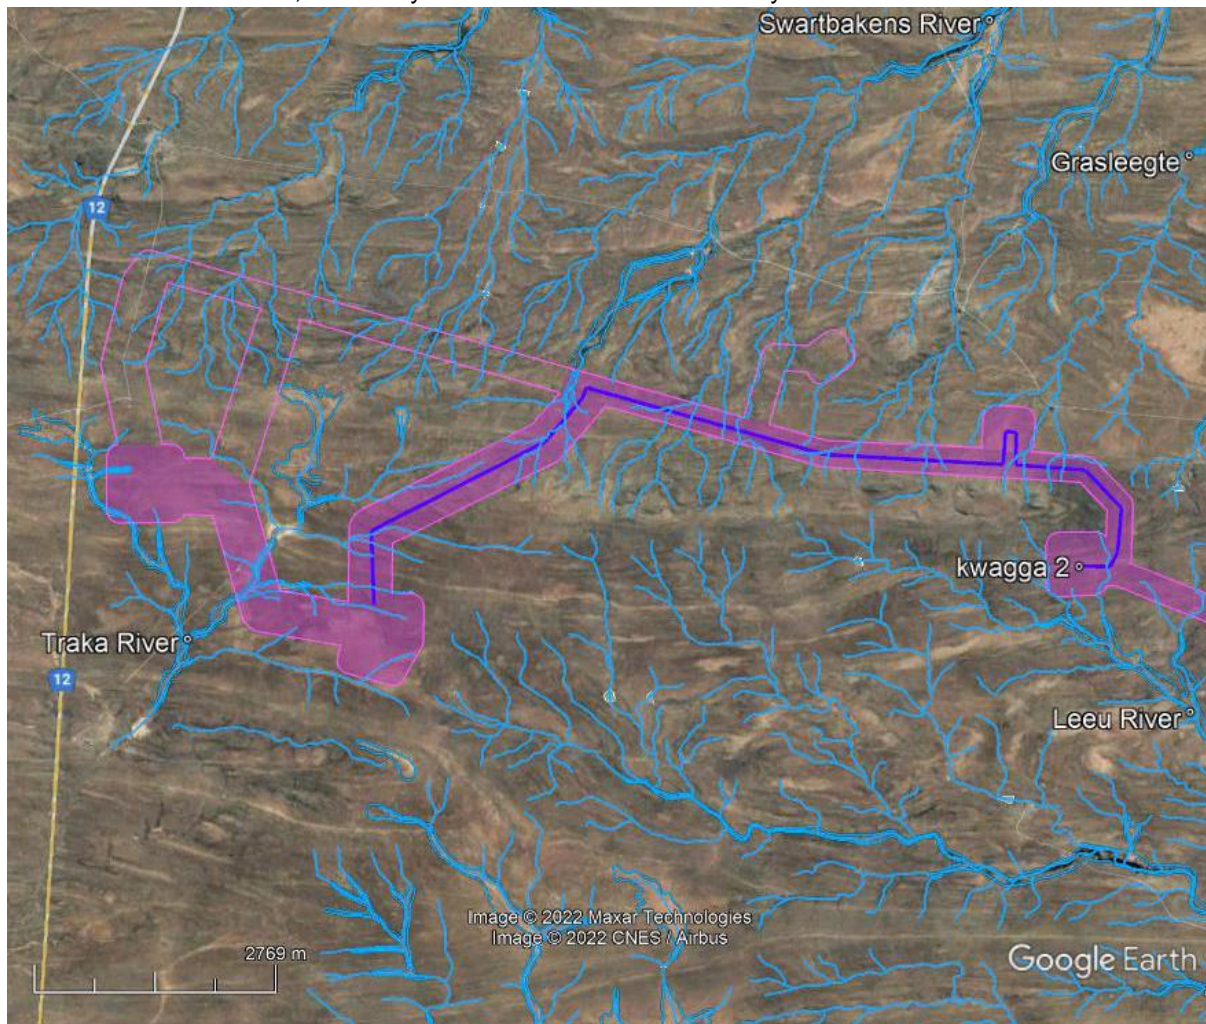 Swartbakens River
Grasleegte
12
kwagga 2
Traka River
12
Leeu River
Image © 2022 Maxar Technologies
Image © 2022 CNES / Airbus
2769 m
Google Earth